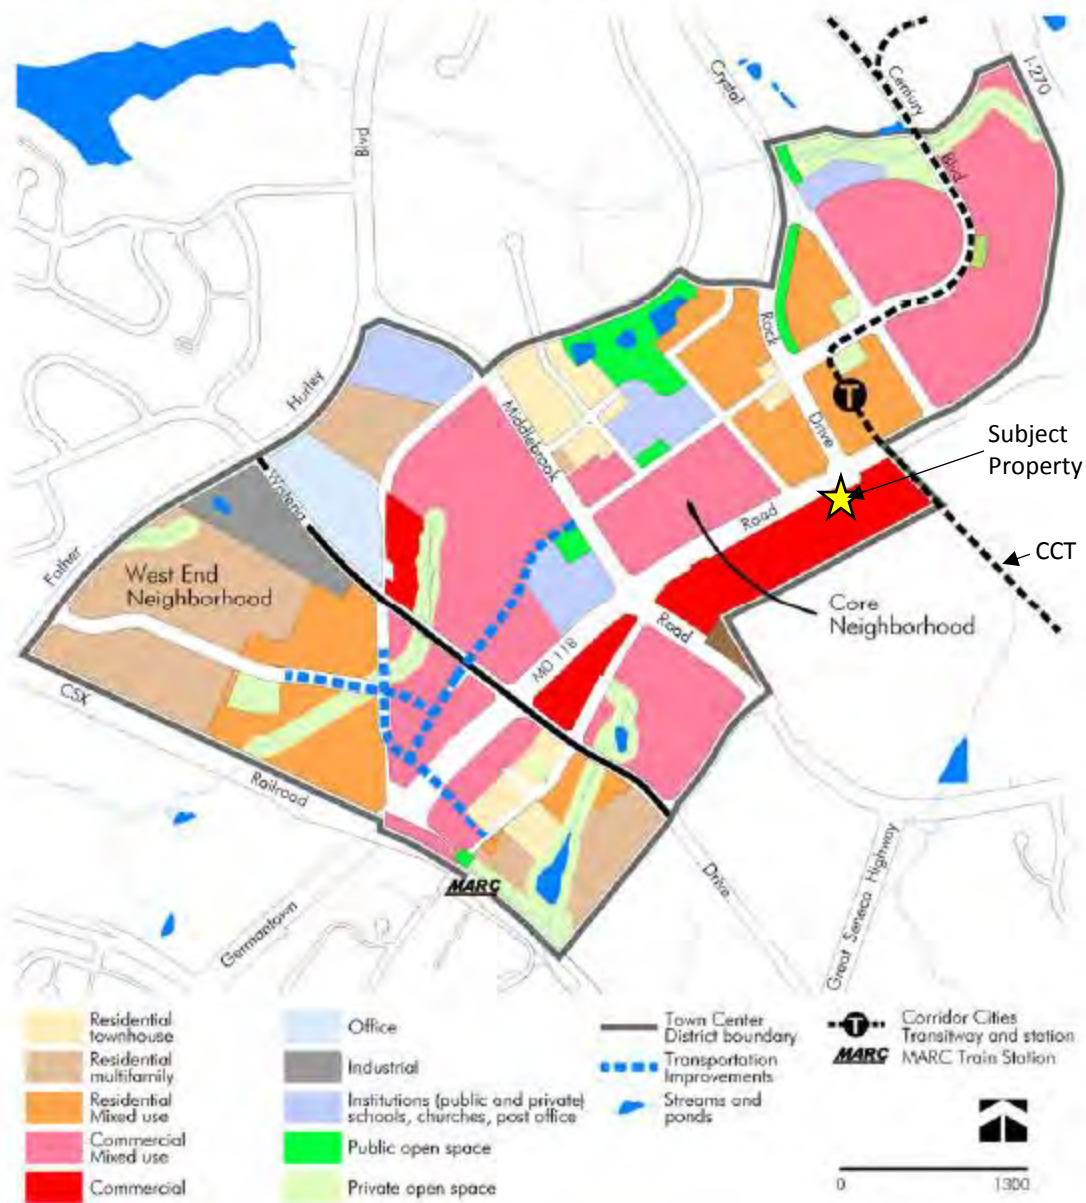 I-270
Crystal
Century
Blvd
Blvd
Rock
Drive
Hurley
Middlebrook
Subject
Property
Wisteria
Road
CCT
Father
West End
Neighborhood
Core
Neighborhood
Road
MD 118
CSX
Railroad
MARC
Drive
Great Seneca Highway
Germantown
Residential
townhouse
Residential
multifamily
Residential
Mixed use
Commercial
Mixed use
Commercial
Office
Industrial
Institutions (public and private)
schools, churches, post office
Public open space
Private open space
Town Center
District boundary
Transportation
Improvements
Streams and
ponds
T
T
Corridor Cities
Transitway and station
MARC
MARC Train Station
0
1300